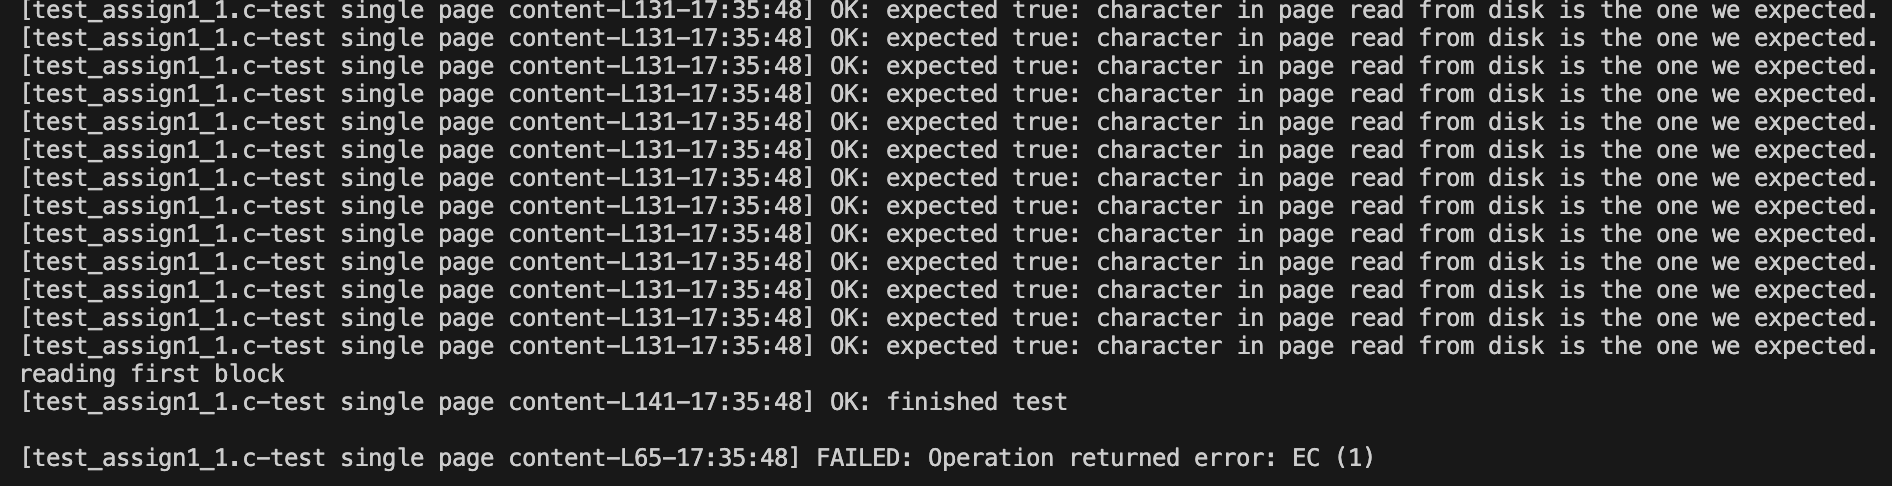 [test_assign1_1.c-test single page content-L131-17:35:48] OK: expected true: character in page read from disk is the one we expected.
[test_assign1_1.c-test single page content-L131-17:35:48] OK: expected true: character in page read from disk is the one we expected.
[test_assign1_1.c-test single page content-L131-17:35:48] OK: expected true: character in page read from disk is the one we expected.
[test_assign1_1.c-test single page content-L131-17:35:48] OK: expected true: character in page read from disk is the one we expected.
[test_assign1_1.c-test single page content-L131-17:35:48] OK: expected true: character in page read from disk is the one we expected.
[test_assign1_1.c-test single page content-L131-17:35:48] OK: expected true: character in page read from disk is the one we expected.
[test_assign1_1.c-test single page content-L131-17:35:48] OK: expected true: character in page read from disk is the one we expected.
[test_assign1_1.c-test single page content-L131-17:35:48] OK: expected true: character in page read from disk is the one we expected.
[test_assign1_1.c-test single page content-L131-17:35:48] OK: expected true: character in page read from disk is the one we expected.
[test_assign1_1.c-test single page content-L131-17:35:48] OK: expected true: character in page read from disk is the one we expected.
[test_assign1_1.c-test single page content-L131-17:35:48] OK: expected true: character in page read from disk is the one we expected.
[test_assign1_1.c-test single page content-L131-17:35:48] OK: expected true: character in page read from disk is the one we expected.
[test_assign1_1.c-test single page content-L131-17:35:48] OK: expected true: character in page read from disk is the one we expected.
reading first block
[test_assign1_1.c-test single page content-L141-17:35:48] OK: finished test
[test_assign1_1.c-test single page content-L65-17:35:48] FAILED: Operation returned error: EC (1)